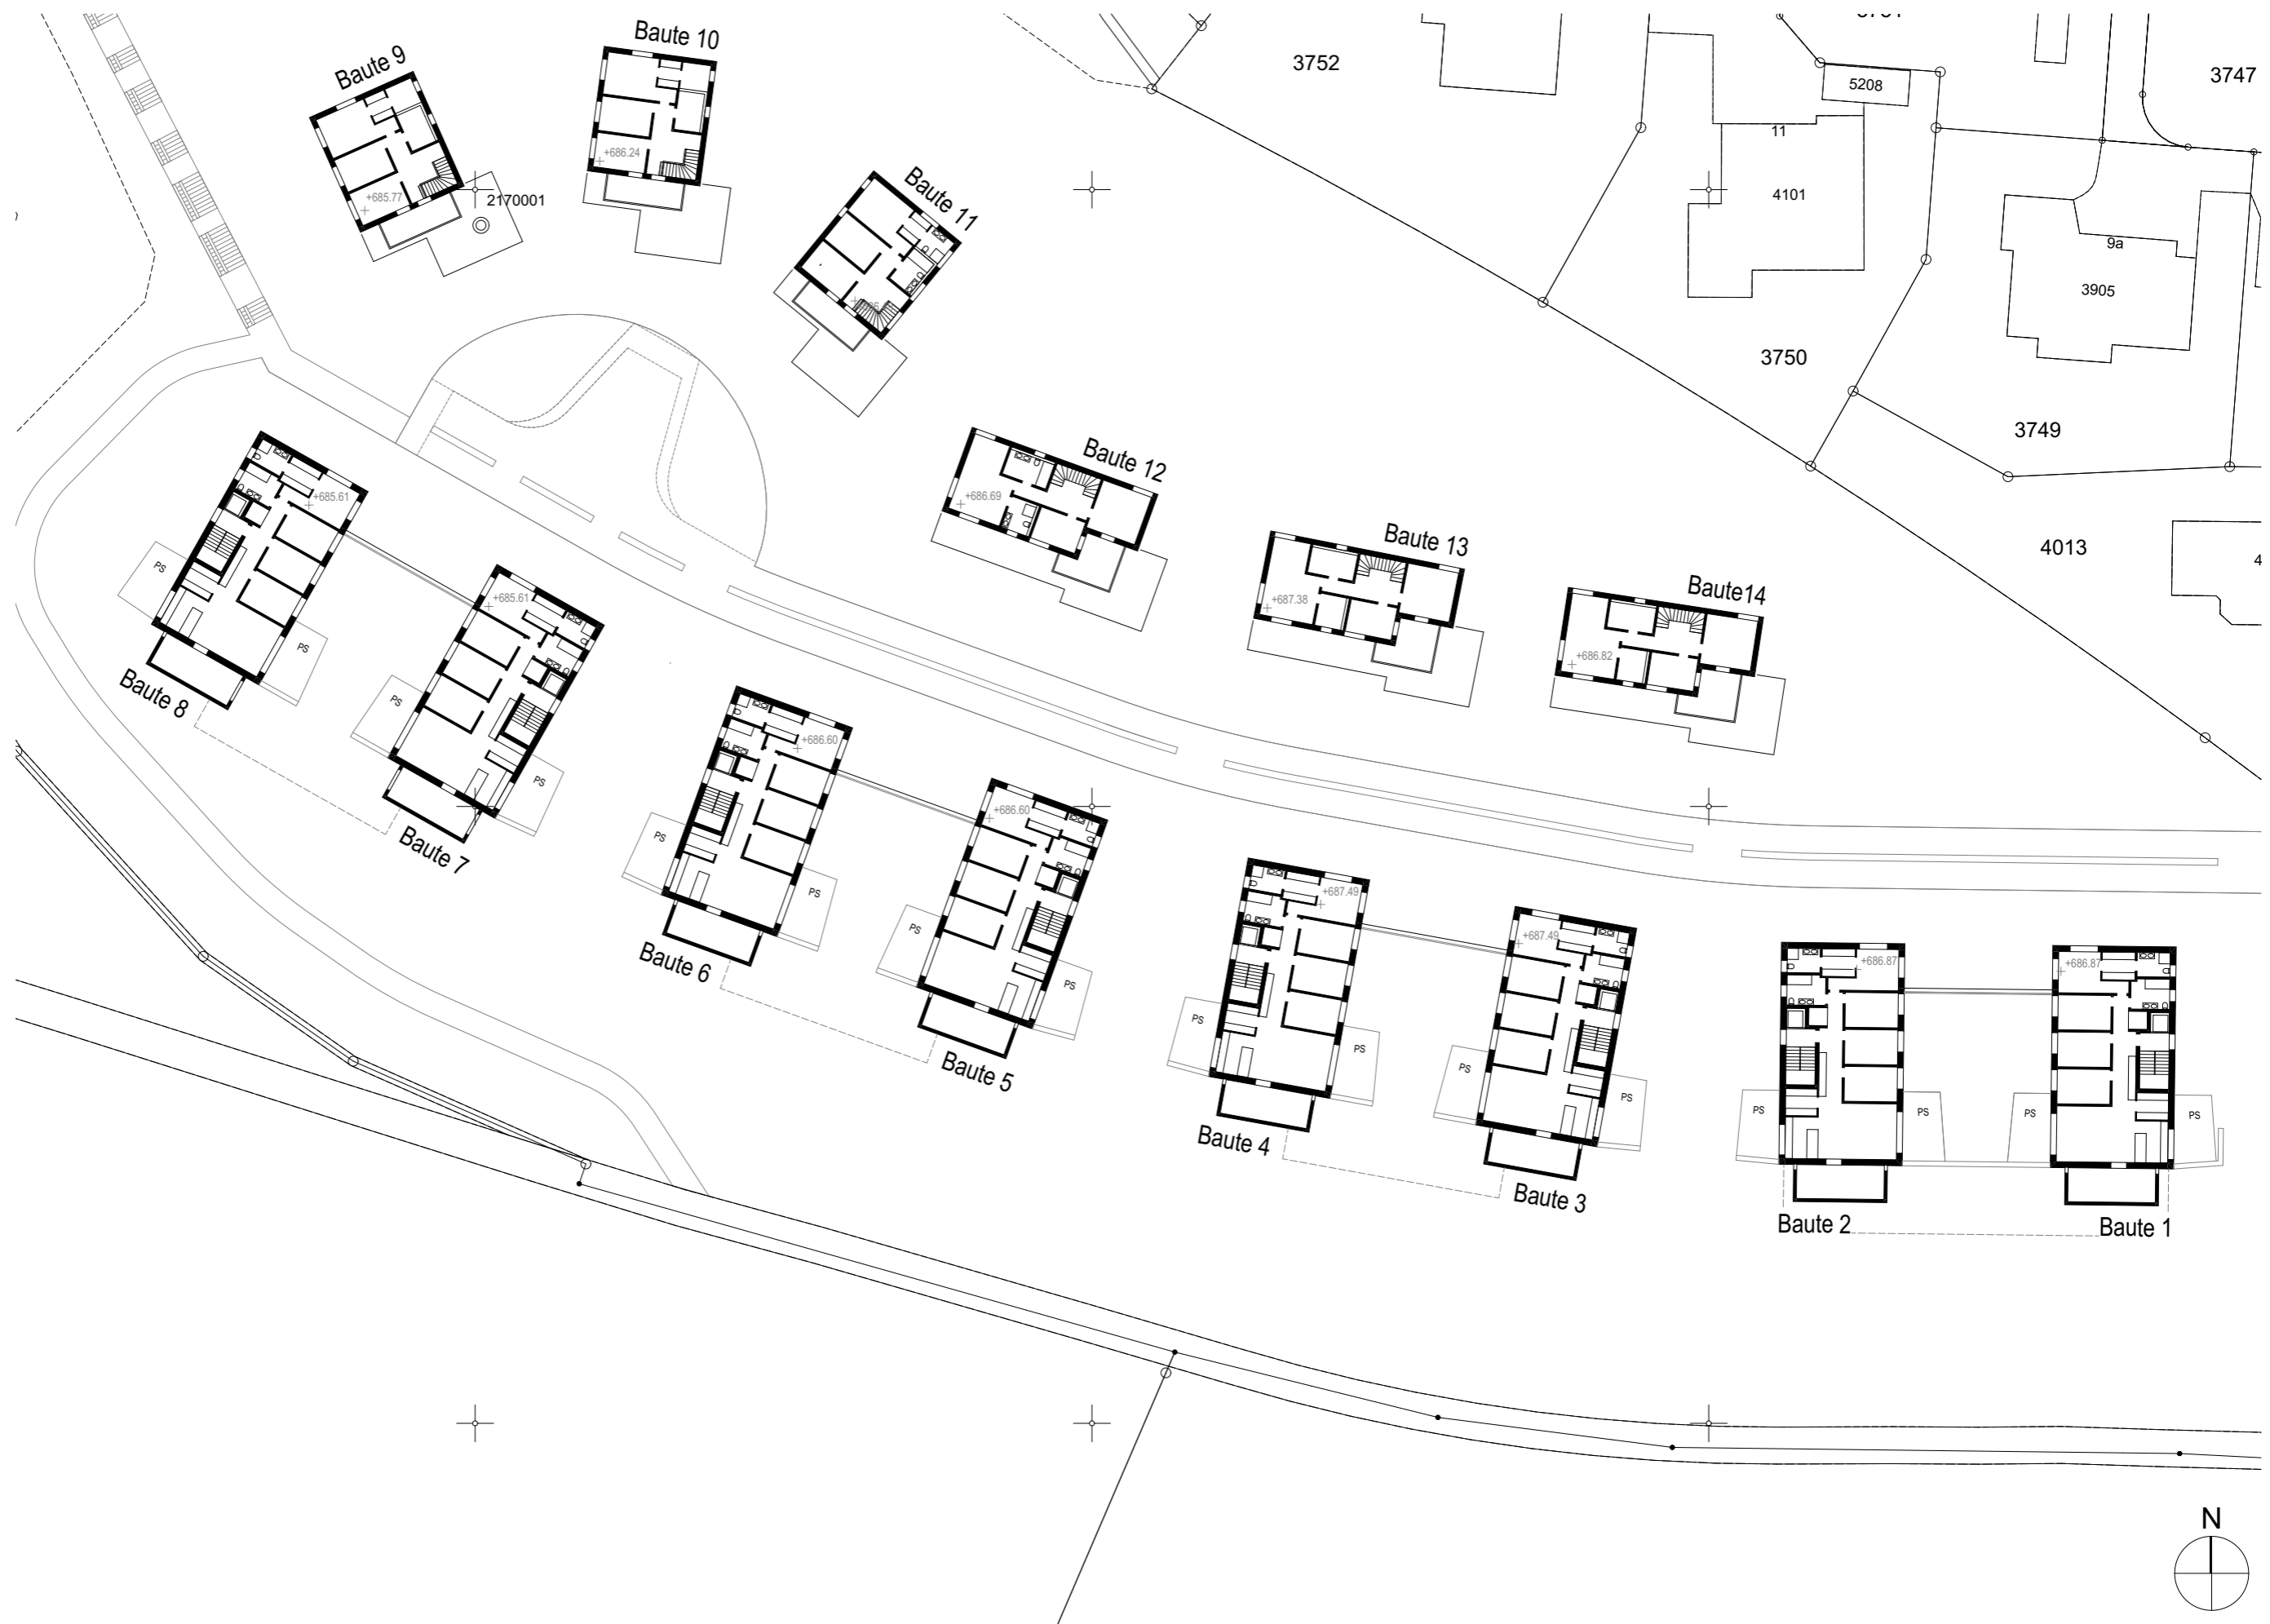 Baute 10
3752
3747
Baute 9
5208
11
+686.24
4101
+685.77
2170001
Baute 11
9a
3905
3750
3749
Baute 12
+685.61
+686.69
Baute 13
4013
4
PS
+685.61
+687.38
Baute14
+686.82
PS
Baute 8
PS
+686.60
PS
Baute 7
+686.60
PS
PS
+687.49
PS
+687.49
Baute 6
PS
+686.87
+686.87
Baute 5
PS
PS
PS
PS
Baute 4
PS
PS
PS
PS
Baute 3
Baute 2
Baute 1
N